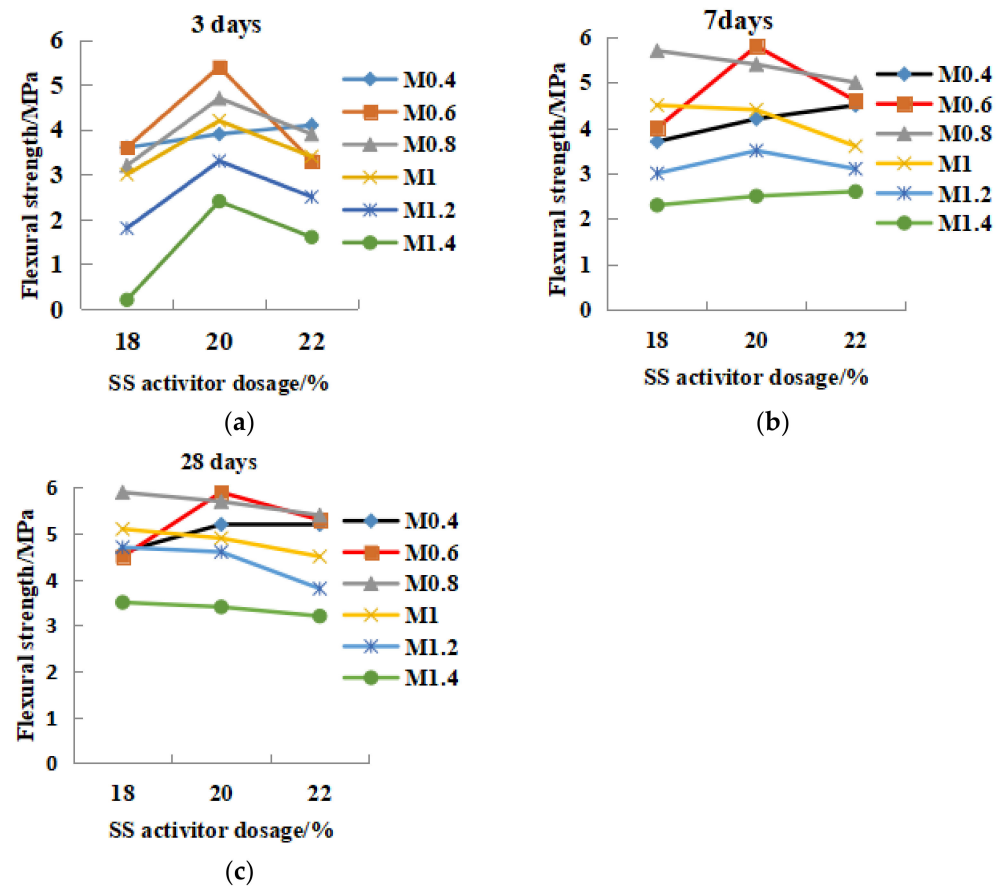 3 days
Flexural strength/MPa
6
5
4
3
2
1
0
18 20 22
SS activitor dosage/%
M0.4
M0.6
M0.8
M1
M1.2
M1.4
(a)
7days
Flexural strength/MPa
6
5
4
3
2
1
0
18 20 22
SS activitor dosage/%
M0.4
M0.6
M0.8
M1
M1.2
M1.4
(b)
28 days
Flexural strength/MPa
6
5
4
3
2
1
0
18 20 22
SS activitor dosage/%
M0.4
M0.6
M0.8
M1
M1.2
M1.4
(c)